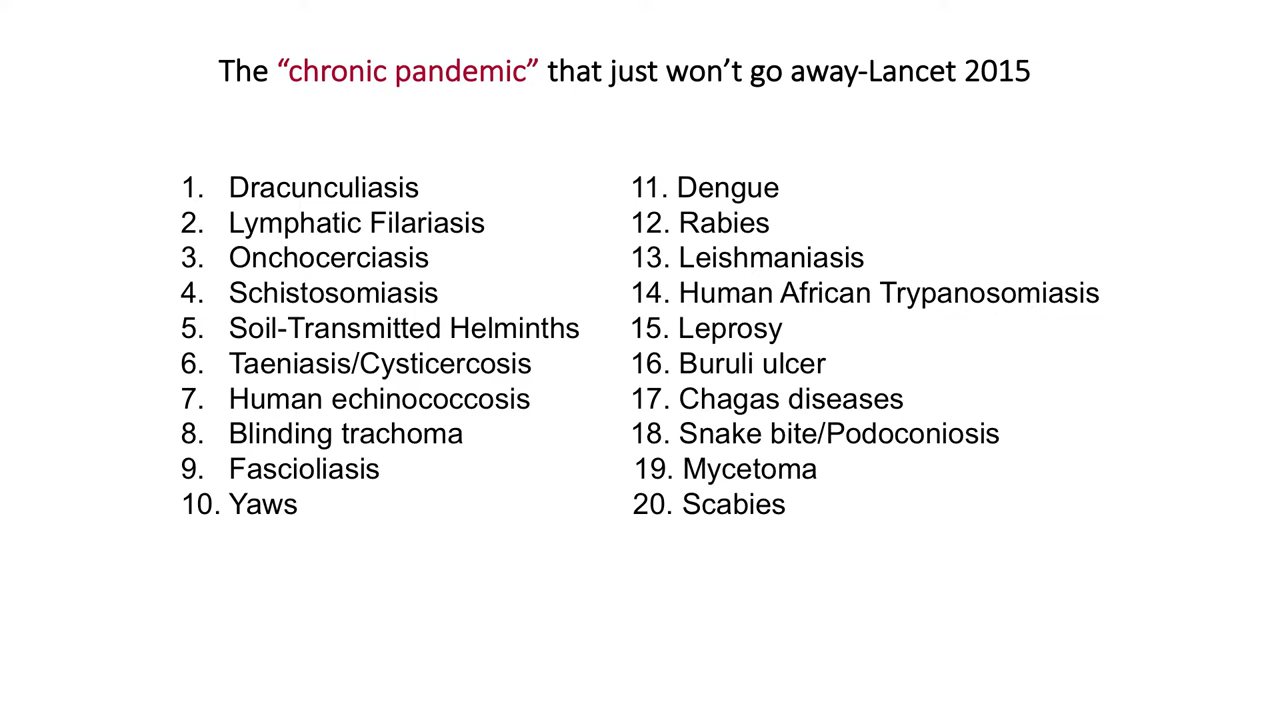 The “chronic pandemic” that just won’t go away-Lancet 2015
1. Dracunculiasis
2. Lymphatic Filariasis
3. Onchocerciasis
4. Schistosomiasis
5. Soil-Transmitted Helminths
6. Taeniasis/Cysticercosis
7. Human echinococcosis
8. Blinding trachoma
9. Fascioliasis
10. Yaws
11. Dengue
12. Rabies
13. Leishmaniasis
14. Human African Trypanosomiasis
15. Leprosy
16. Buruli ulcer
17. Chagas diseases
18. Snake bite/Podoconiosis
19. Mycetoma
20. Scabies